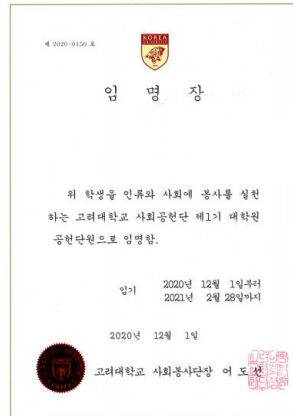 제 2020-0150 호
KOREA
임 명 장
위 학생을 인류와 사회에 봉사를 실천
하는 고려대학교 사회공헌단 제1기 대학원
공헌단원으로 임명함.
임기
2020년 12월 1일부터
2021년 2월 28일까지
2020년 12월 1일
고려대학교 사회봉사단장 어 도 선